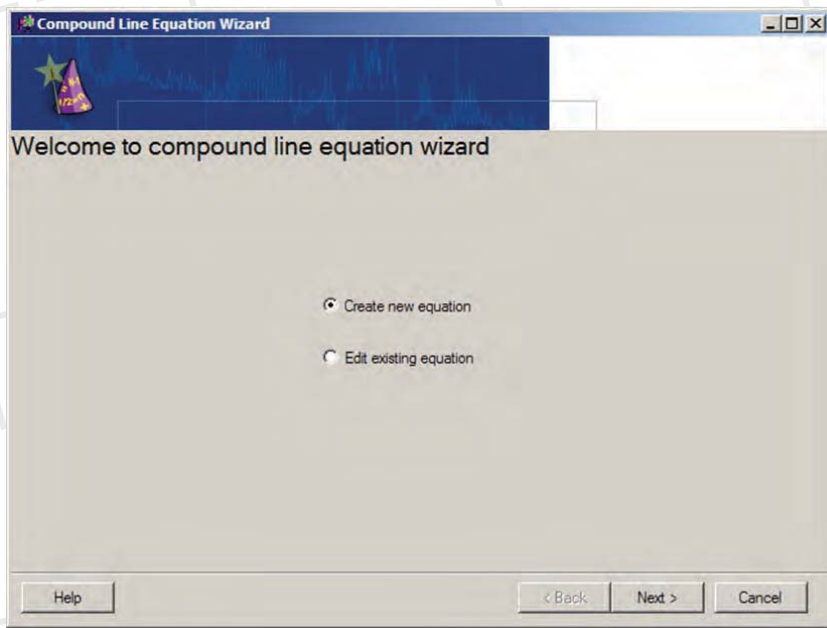 Compound Line Equation Wizard
Welcome to compound line equation wizard
Create new equation
Edit existing equation
Help
< Back
Next >
Cancel